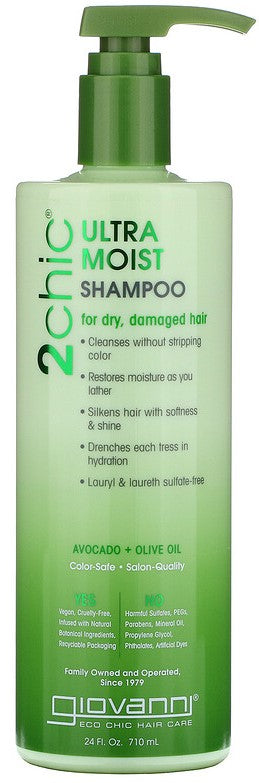 2chic®
ULTRA
MOIST
SHAMPOO
for dry, damaged hair
• Cleanses without stripping
color
• Restores moisture as you
lather
• Silkens hair with softness
& shine
• Drenches each tress in
hydration
• Lauryl & laureth sulfate-free
AVOCADO + OLIVE OIL
Color-Safe • Salon-Quality
YES
Vegan, Cruelty-Free,
Infused with Natural
Botanical Ingredients,
Recyclable Packaging
NO
Harmful Sulfates, PEGs,
Parabens, Mineral Oil,
Propylene Glycol,
Phthalates, Artificial Dyes
Family Owned and Operated,
Since 1979
giovanni®
ECO CHIC HAIR CARE
24 Fl. Oz. 710 mL